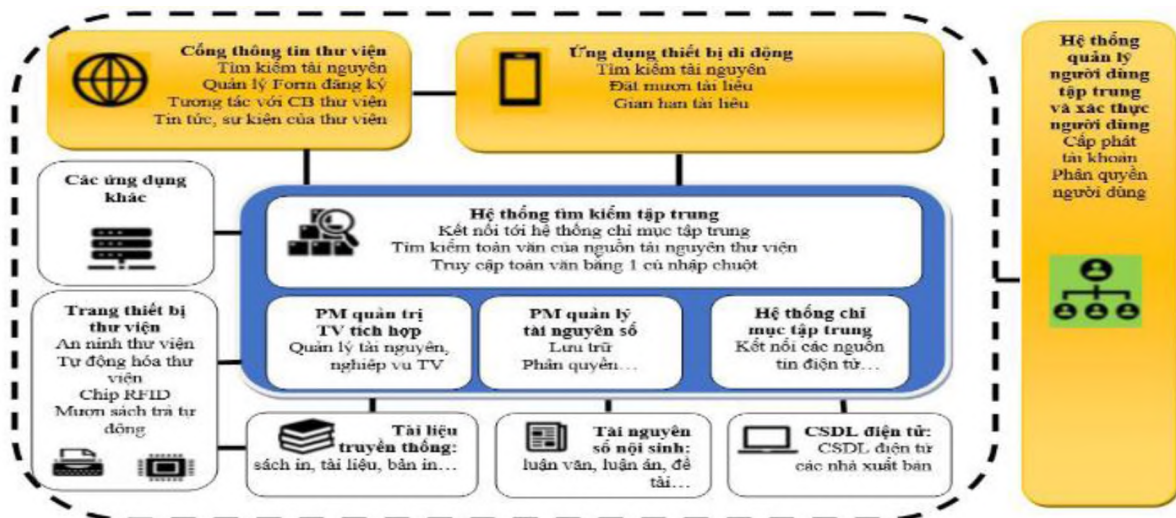 Cổng thông tin thư viện
Tìm kiếm tài nguyên
Quản lý Form đăng ký
Tương tác với CB thư viện
Tin tức, sự kiện của thư viện
Ứng dụng thiết bị di động
Tìm kiếm tài nguyên
Đặt mượn tài liệu
Gian hạn tài liêu
Hệ thống
quản lý
người dùng
tập trung
và xác thực
người dùng
Cấp phát
tài khoản
Phân quyền
người dùng
Các ứng dụng
khác
Hệ thống tìm kiếm tập trung
Kết nối tới hệ thống chỉ mục tập trung
Tìm kiếm toàn văn của nguồn tài nguyên thư viện
Truy cập toàn văn bằng 1 cú nhập chuột
Trang thiết bị
thư viện
An ninh thư viện
Tự động hóa thư
viện
Chip RFID
Mượn sách trả tự
động
PM quản trị
TV tích hợp
Quản lý tài nguyên,
nghiệp vụ TV
PM quản lý
tài nguyên số
Lưu trữ
Phân quyền…
Hệ thống chỉ
mục tập trung
Kết nối các nguồn
tin điện tử…
Tài liệu
truyền thống:
sách in, tài liệu, bản in…
Tài nguyên
số nội sinh:
luận văn, luận án, đề
tài…
CSDL điện tử:
CSDL điện tử
các nhà xuất bản